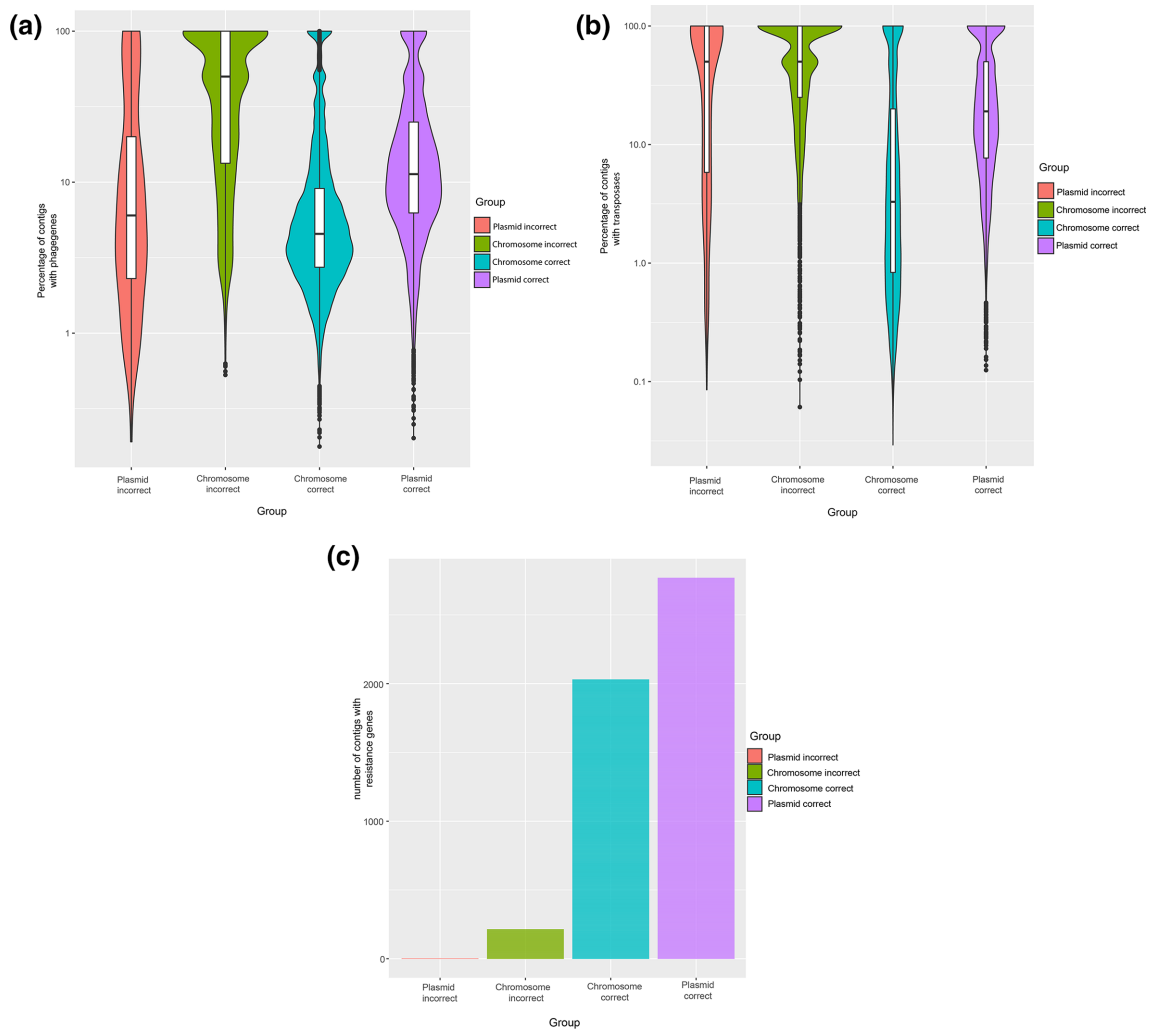 (a)
100
10
1
Percentage of contigs
with phagegenes
Plasmid
incorrect
Chromosome
incorrect
Chromosome
correct
Plasmid
correct
Group
Group
Plasmid incorrect
Chromosome incorrect
Chromosome correct
Plasmid correct
(b)
100.0
10.0
1.0
0.1
Percentage of contigs
with transposases
Plasmid
incorrect
Chromosome
incorrect
Chromosome
correct
Plasmid
correct
Group
Group
Plasmid incorrect
Chromosome incorrect
Chromosome correct
Plasmid correct
(c)
2000
1000
0
number of contigs with
resistance genes
Plasmid
incorrect
Chromosome
incorrect
Chromosome
correct
Plasmid
correct
Group
Group
Plasmid incorrect
Chromosome incorrect
Chromosome correct
Plasmid correct